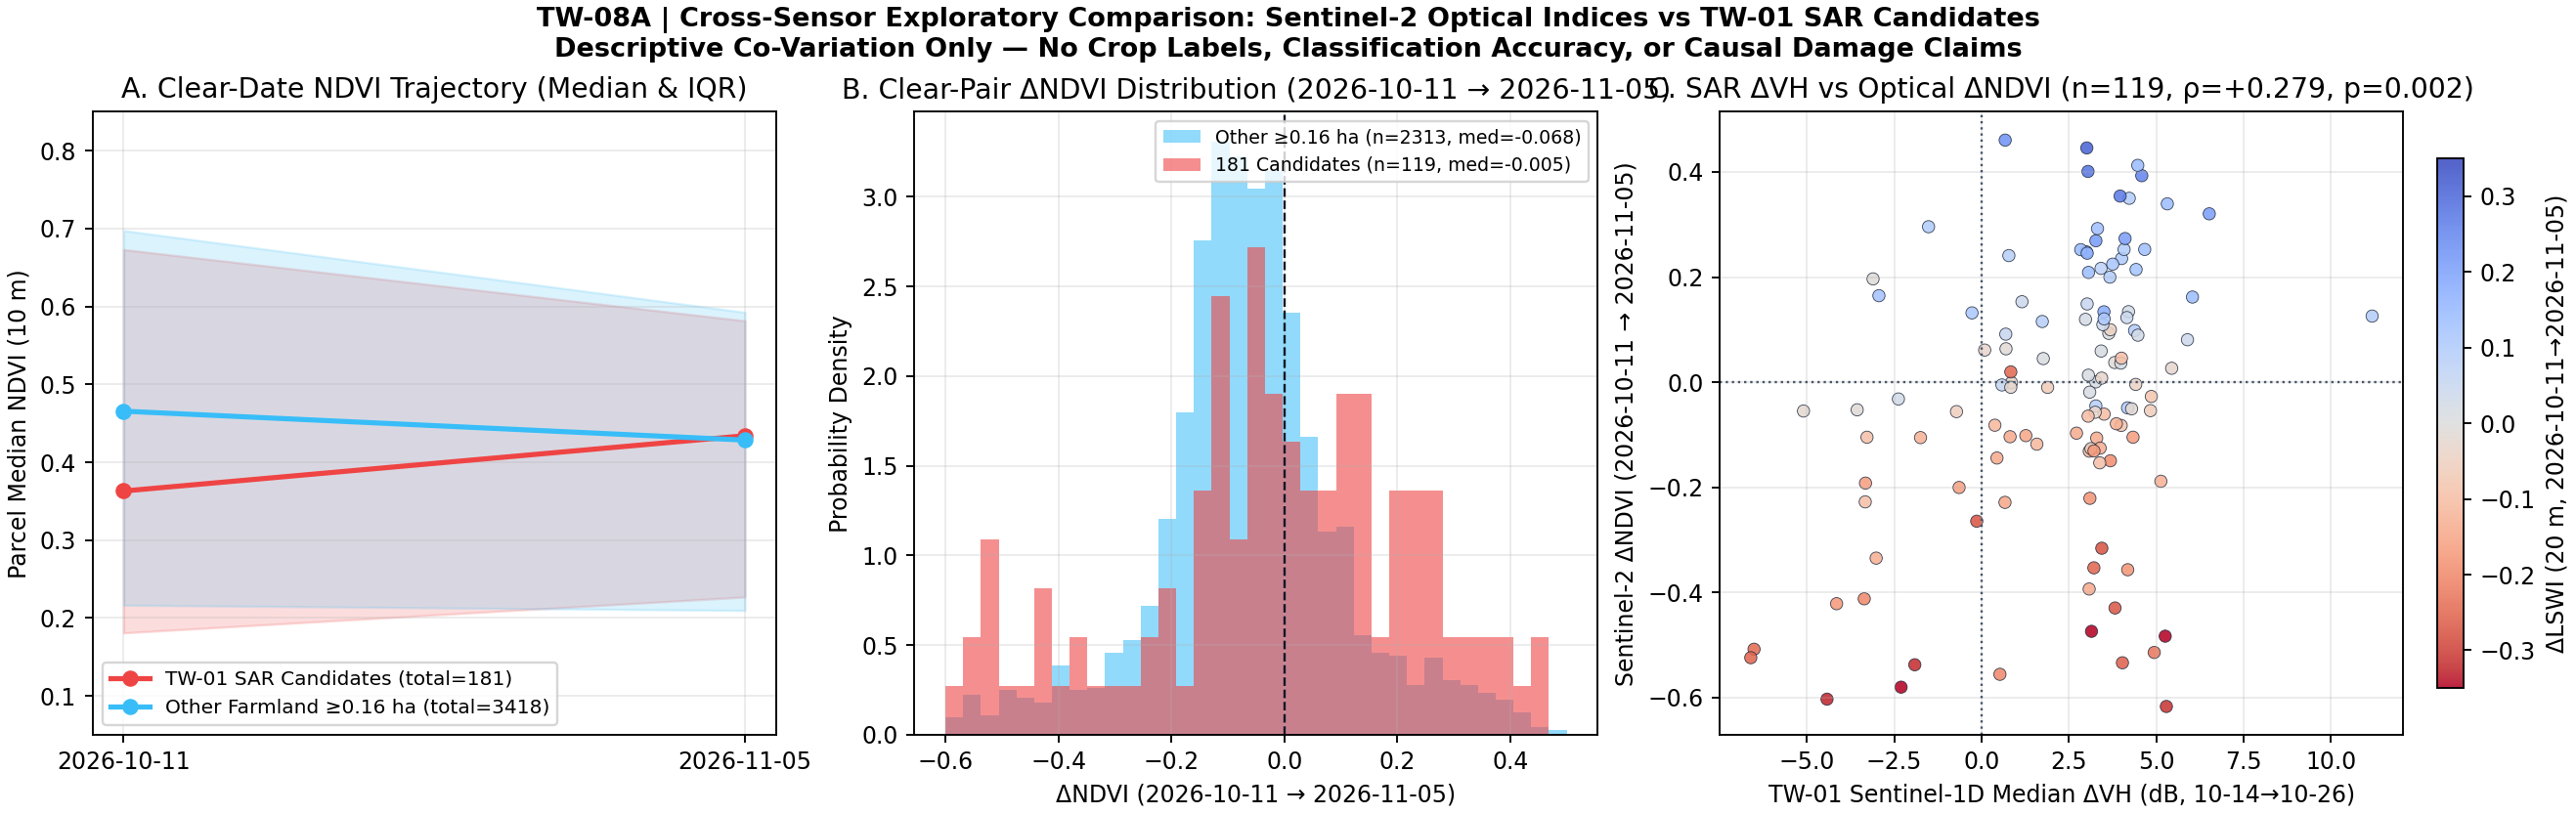 TW-08A | Cross-Sensor Exploratory Comparison: Sentinel-2 Optical Indices vs TW-01 SAR Candidates
Descriptive Co-Variation Only — No Crop Labels, Classification Accuracy, or Causal Damage Claims
A. Clear-Date NDVI Trajectory (Median & IQR)
Parcel Median NDVI (10 m)
0.8
0.7
0.6
0.5
0.4
0.3
0.2
0.1
TW-01 SAR Candidates (total=181)
Other Farmland ≥0.16 ha (total=3418)
2026-10-11
2026-11-05
B. Clear-Pair ΔNDVI Distribution (2026-10-11 → 2026-11-05)
Probability Density
3.0
2.5
2.0
1.5
1.0
0.5
0.0
Other ≥0.16 ha (n=2313, med=-0.068)
181 Candidates (n=119, med=-0.005)
−0.6
−0.4
−0.2
0.0
0.2
0.4
ΔNDVI (2026-10-11 → 2026-11-05)
C. SAR ΔVH vs Optical ΔNDVI (n=119, ρ=+0.279, p=0.002)
Sentinel-2 ΔNDVI (2026-10-11 → 2026-11-05)
0.4
0.2
0.0
−0.2
−0.4
−0.6
−5.0
−2.5
0.0
2.5
5.0
7.5
10.0
TW-01 Sentinel-1D Median ΔVH (dB, 10-14→10-26)
0.3
0.2
0.1
0.0
−0.1
−0.2
−0.3
ΔLSWI (20 m, 2026-10-11→2026-11-05)